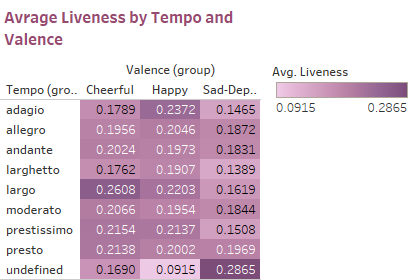 Avrage Liveness by Tempo and
Valence
Valence (group)
Tempo (gro.. Cheerful Happy Sad-Dep..
adagio 0.1789 0.2372 0.1465
allegro 0.1956 0.2046 0.1872
andante 0.2024 0.1973 0.1831
larghetto 0.1762 0.1907 0.1389
largo 0.2608 0.2203 0.1619
moderato 0.2066 0.1954 0.1844
prestissimo 0.2154 0.2137 0.1508
presto 0.2138 0.2002 0.1969
undefined 0.1690 0.0915 0.2865
Avg. Liveness
0.0915 0.2865